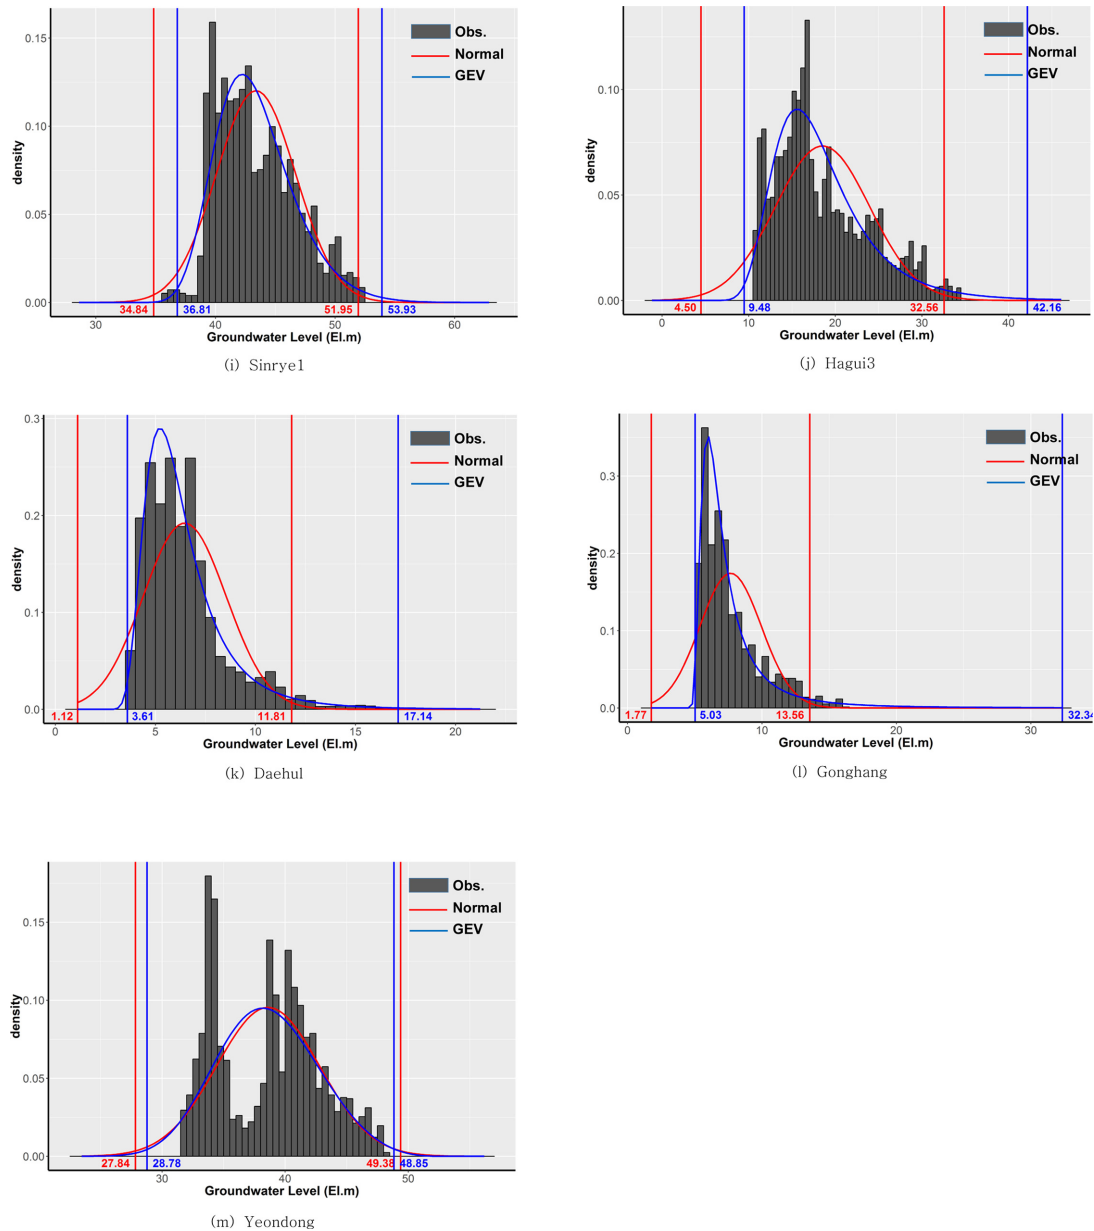 0.15
0.10
0.05
0.00
density
Obs.
Normal
GEV
34.84 36.81 51.95 53.93
30 40 50 60
Groundwater Level (El.m)
(i) Sinrye1
0.10
0.05
0.00
density
Obs.
Normal
GEV
4.50 9.48 32.56 42.16
0 10 20 30 40
Groundwater Level (El.m)
(j) Hagui3
0.3
0.2
0.1
0.0
density
Obs.
Normal
GEV
1.12 3.61 11.81 17.14
0 5 10 15 20
Groundwater Level (El.m)
(k) Daehul
0.3
0.2
0.1
0.0
density
Obs.
Normal
GEV
1.77 5.03 13.56 32.34
0 10 20 30
Groundwater Level (El.m)
(l) Gonghang
0.15
0.10
0.05
0.00
density
Obs.
Normal
GEV
27.84 28.78 49.38 48.85
30 40 50
Groundwater Level (El.m)
(m) Yeondong